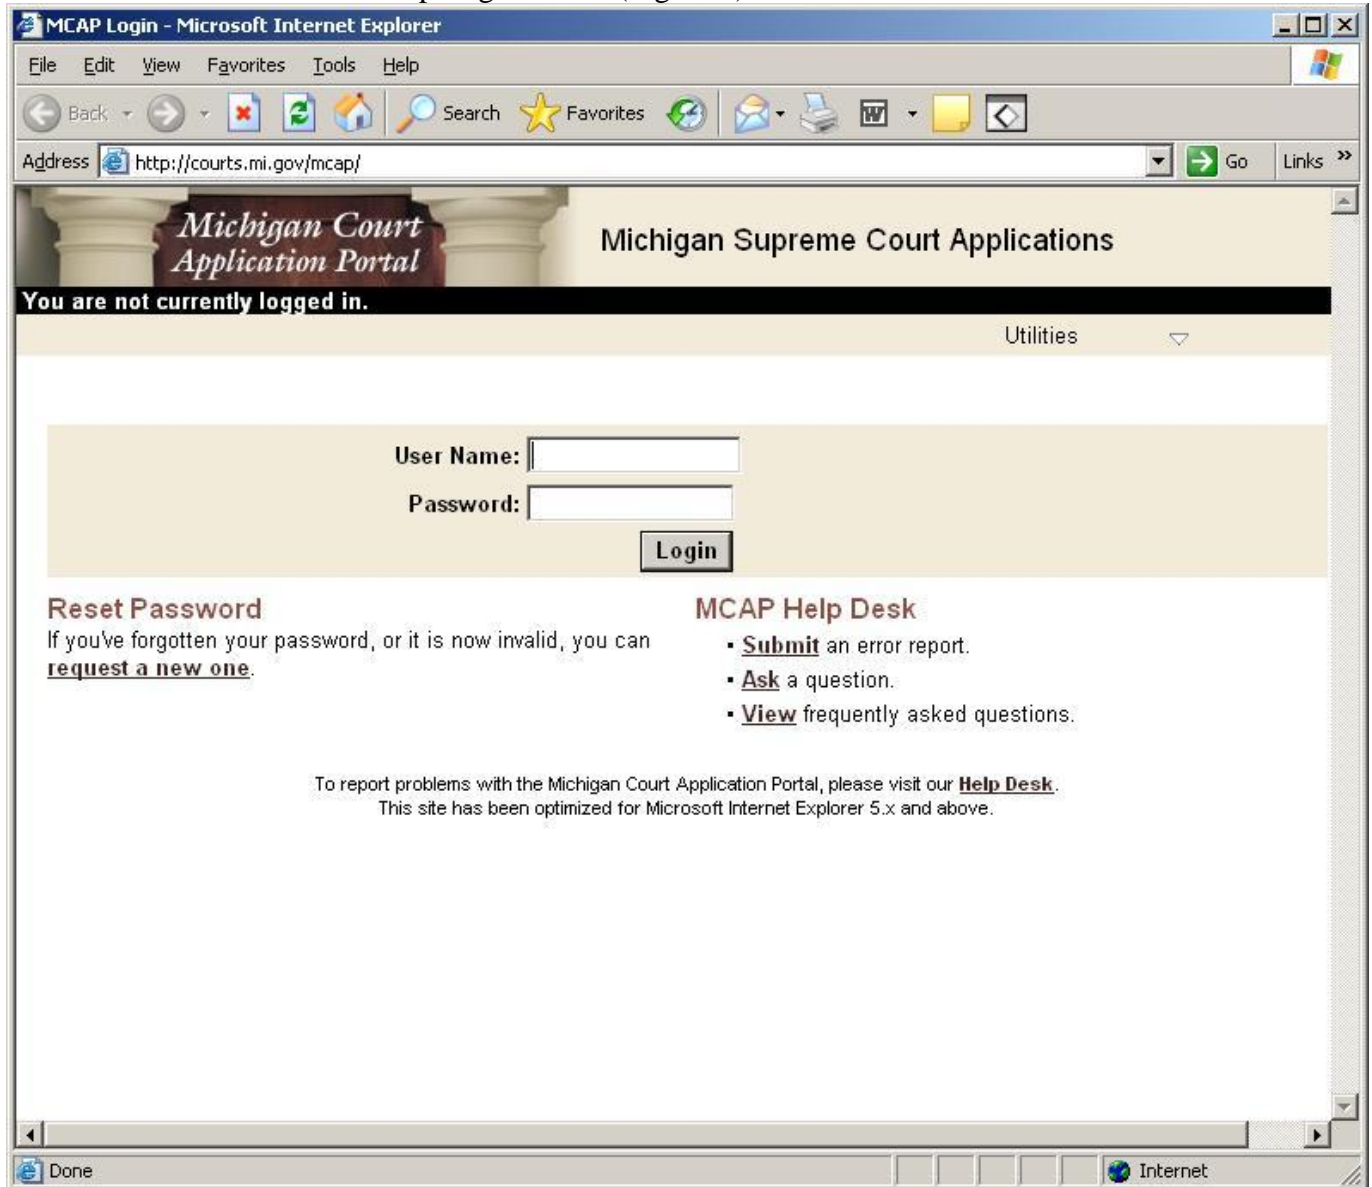 MCAP Login - Microsoft Internet Explorer
File Edit View Favorites Tools Help
Back Search Favorites
Address http://courts.mi.gov/mcap/ Go Links »
Michigan Court
Application Portal
Michigan Supreme Court Applications
You are not currently logged in.
Utilities
User Name:
Password:
Login
Reset Password
If you've forgotten your password, or it is now invalid, you can
request a new one.
MCAP Help Desk
▪ Submit an error report.
▪ Ask a question.
▪ View frequently asked questions.
To report problems with the Michigan Court Application Portal, please visit our Help Desk.
This site has been optimized for Microsoft Internet Explorer 5.x and above.
Done Internet